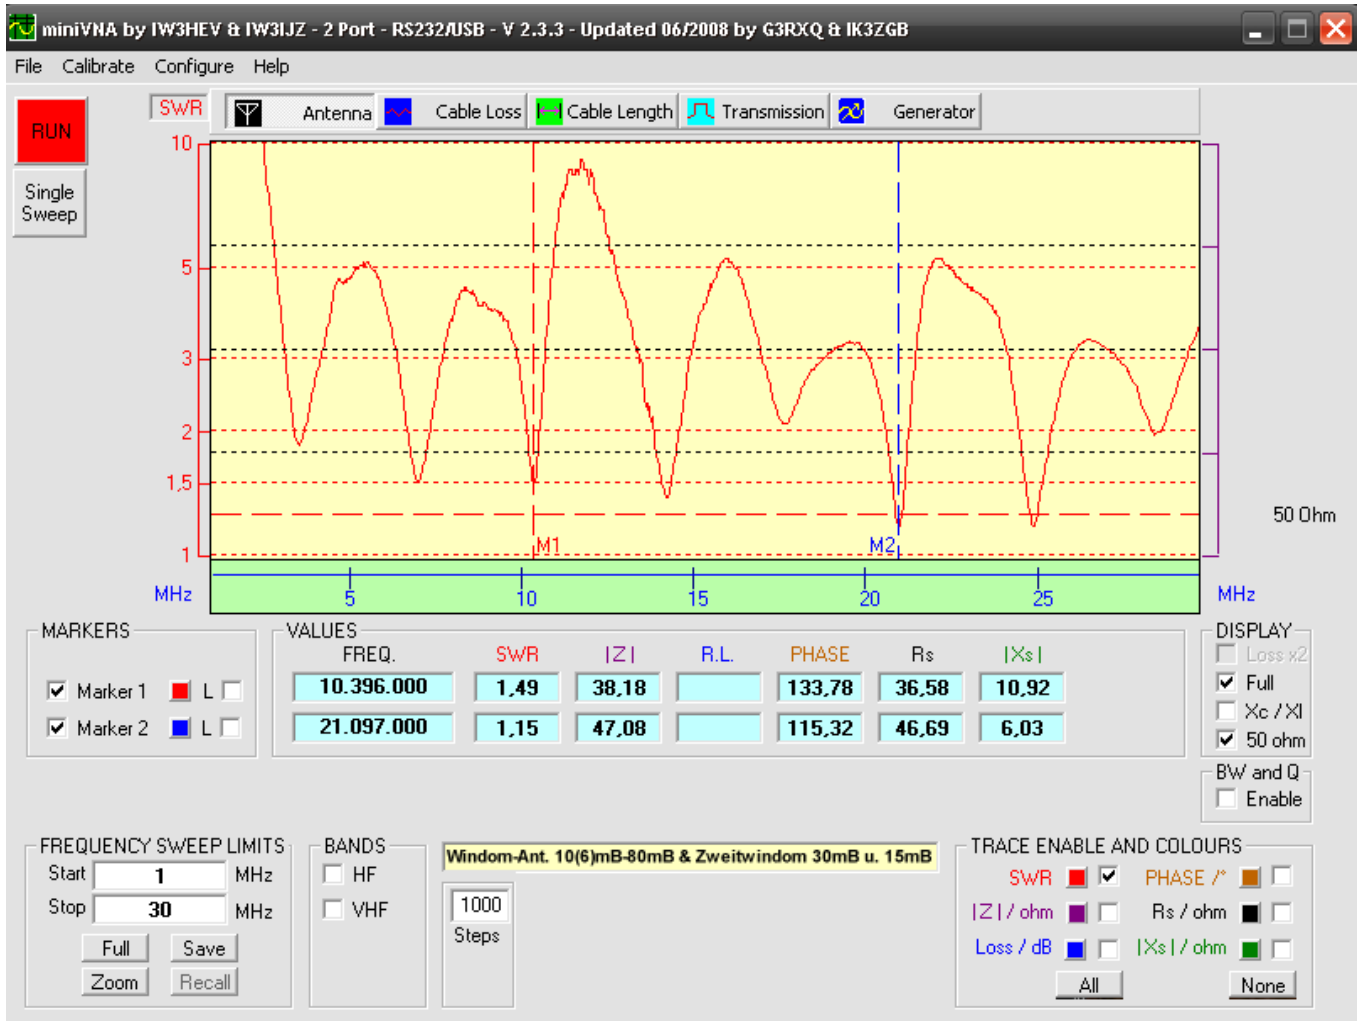 miniVNA by IW3HEV & IW3IJZ - 2 Port - RS232/USB - V 2.3.3 - Updated 06/2008 by G3RXQ & IK3ZGB
File Calibrate Configure Help
RUN
Single
Sweep
SWR Antenna Cable Loss Cable Length Transmission Generator
10
5
3
2
1,5
1
M1 M2
50 Ohm
MHz 5 10 15 20 25 MHz
MARKERS
Marker 1 L
Marker 2 L
VALUES
FREQ. SWR |Z| R.L. PHASE Rs |Xs|
10.396.000 1,49 38,18 133,78 36,58 10,92
21.097.000 1,15 47,08 115,32 46,69 6,03
DISPLAY
Loss x2
Full
Xc / Xl
50 ohm
BW and Q
Enable
FREQUENCY SWEEP LIMITS
Start 1 MHz
Stop 30 MHz
Full Save
Zoom Recall
BANDS
HF
VHF
Windom-Ant. 10(6)mB-80mB & Zweitwindom 30mB u. 15mB
1000
Steps
TRACE ENABLE AND COLOURS
SWR PHASE /°
|Z| / ohm Rs / ohm
Loss / dB |Xs| / ohm
All None